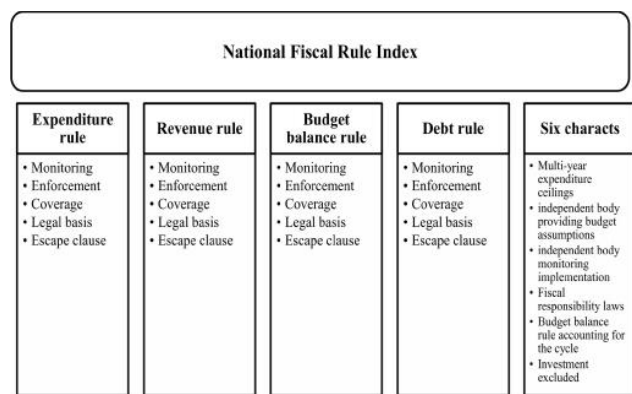 National Fiscal Rule Index
Expenditure
rule
• Monitoring
• Enforcement
• Coverage
• Legal basis
• Escape clause
Revenue rule
• Monitoring
• Enforcement
• Coverage
• Legal basis
• Escape clause
Budget
balance rule
• Monitoring
• Enforcement
• Coverage
• Legal basis
• Escape clause
Debt rule
• Monitoring
• Enforcement
• Coverage
• Legal basis
• Escape clause
Six characts
• Multi-year
expenditure
ceilings
• independent body
providing budget
assumptions
• independent body
monitoring
implementation
• Fiscal
responsibility laws
• Budget balance
rule accounting for
the cycle
• Investment
excluded